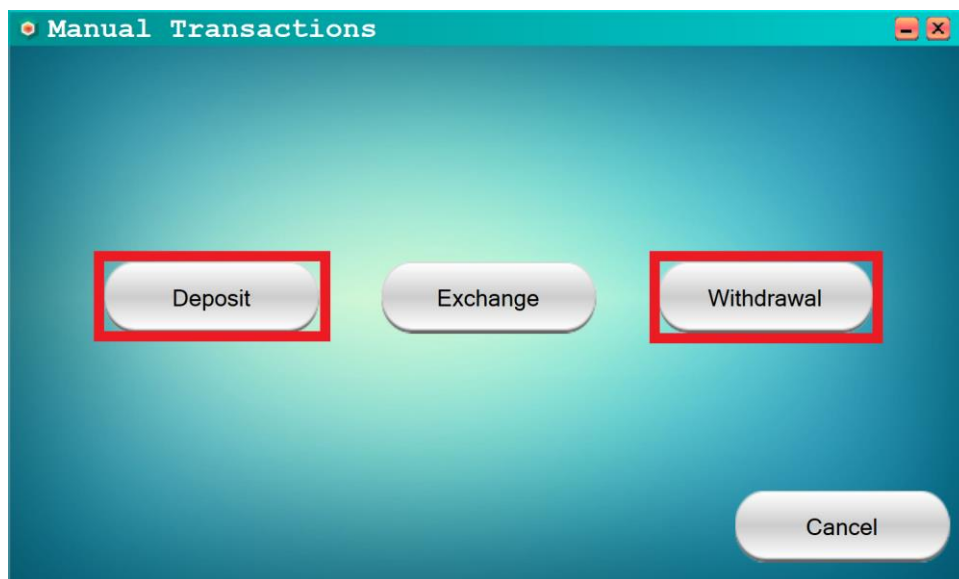 Manual Transactions
Deposit
Exchange
Withdrawal
Cancel